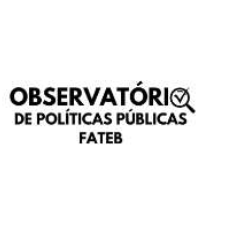 OBSERVATÓRIO
DE POLÍTICAS PÚBLICAS
FATEB